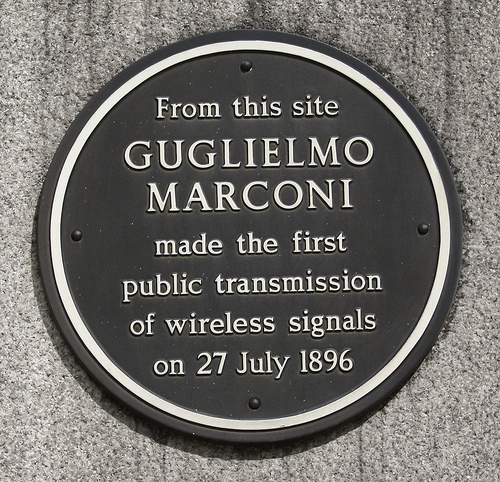 From this site
GUGLIELMO
MARCONI
made the first
public transmission
of wireless signals
on 27 July 1896